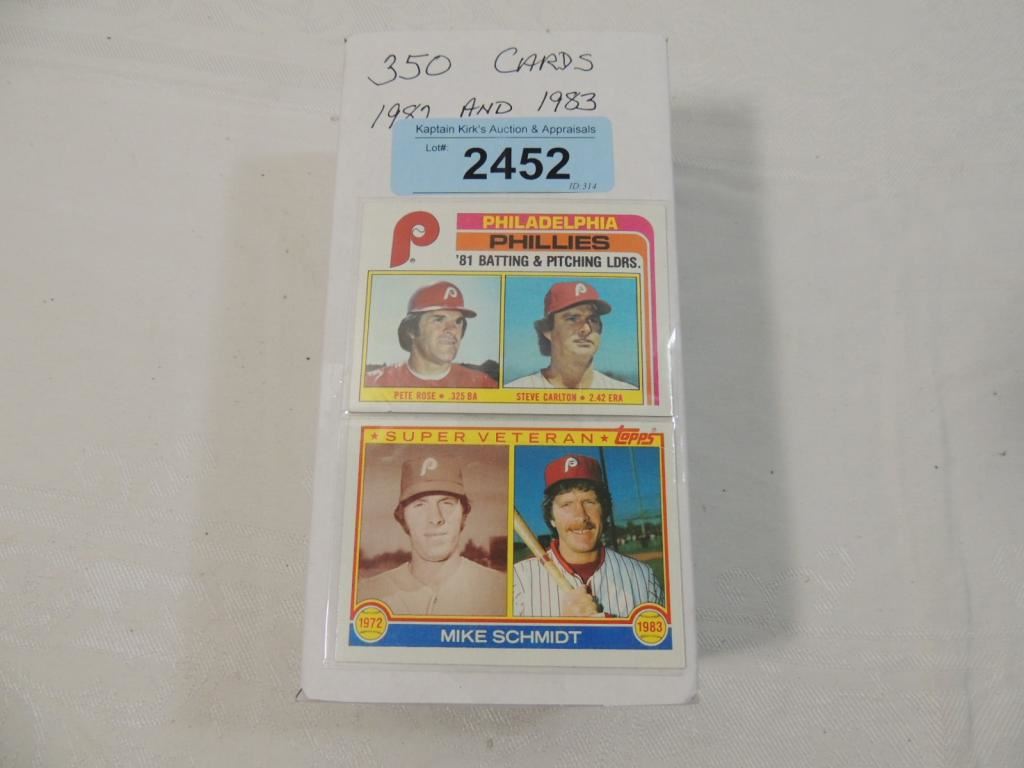 350 CARDS
1982 AND 1983
Kaptain Kirk's Auction & Appraisals
Lot#: 2452
ID:314
P
PHILADELPHIA
PHILLIES
'81 BATTING & PITCHING LDRS.
P
P
PETE ROSE • .325 BA
STEVE CARLTON • 2.42 ERA
★ SUPER VETERAN ★ topps
P
P
1972
MIKE SCHMIDT
1983